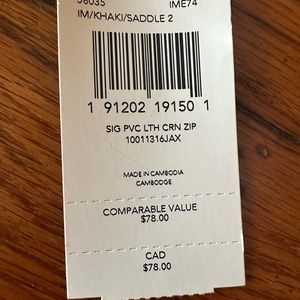 58035 IME74
IM/KHAKI/SADDLE 2
1 91202 19150 1
SIG PVC LTH CRN ZIP
10011316JAX
MADE IN CAMBODIA
CAMBODGE
COMPARABLE VALUE
$78.00
CAD
$78.00